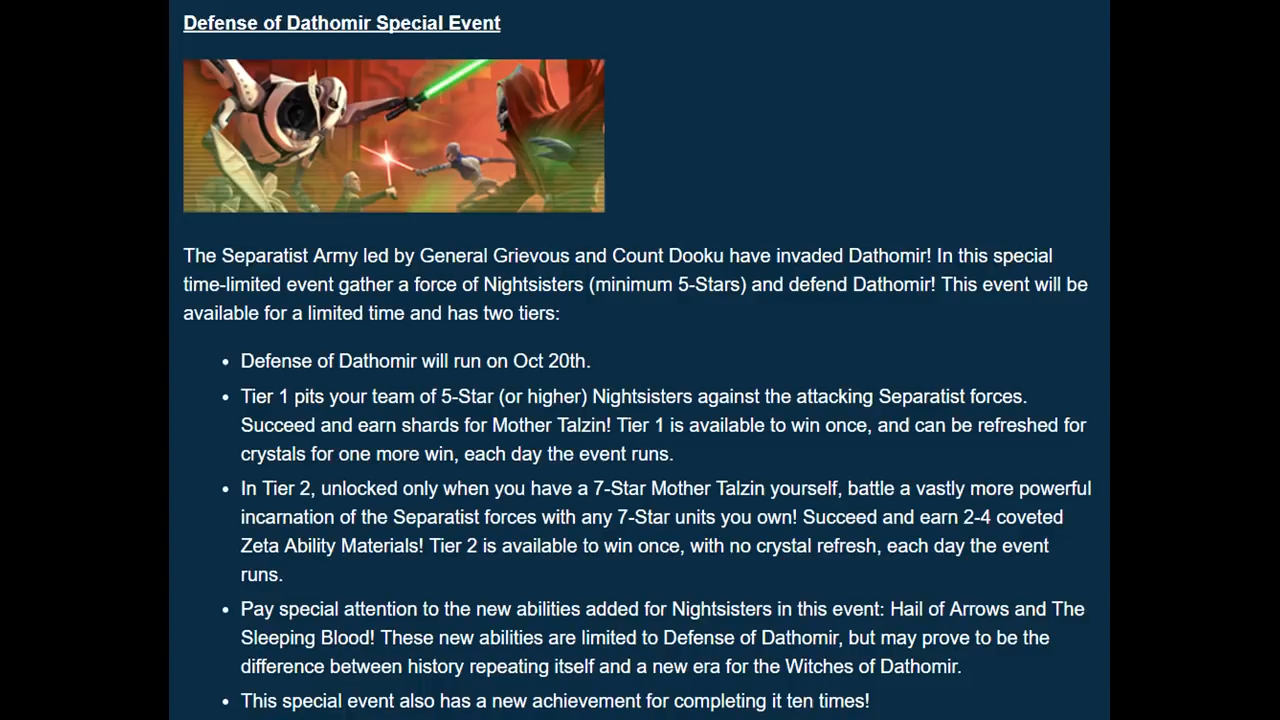 Defense of Dathomir Special Event
The Separatist Army led by General Grievous and Count Dooku have invaded Dathomir! In this special
time-limited event gather a force of Nightsisters (minimum 5-Stars) and defend Dathomir! This event will be
available for a limited time and has two tiers:
• Defense of Dathomir will run on Oct 20th.
• Tier 1 pits your team of 5-Star (or higher) Nightsisters against the attacking Separatist forces.
Succeed and earn shards for Mother Talzin! Tier 1 is available to win once, and can be refreshed for
crystals for one more win, each day the event runs.
• In Tier 2, unlocked only when you have a 7-Star Mother Talzin yourself, battle a vastly more powerful
incarnation of the Separatist forces with any 7-Star units you own! Succeed and earn 2-4 coveted
Zeta Ability Materials! Tier 2 is available to win once, with no crystal refresh, each day the event
runs.
• Pay special attention to the new abilities added for Nightsisters in this event: Hail of Arrows and The
Sleeping Blood! These new abilities are limited to Defense of Dathomir, but may prove to be the
difference between history repeating itself and a new era for the Witches of Dathomir.
• This special event also has a new achievement for completing it ten times!